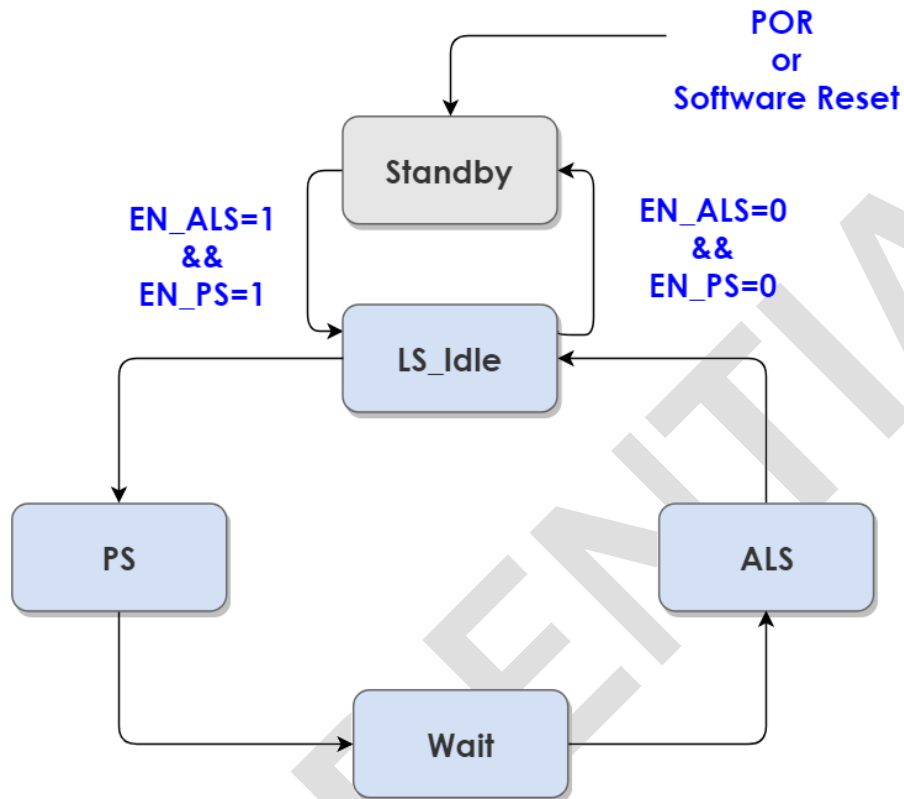 POR
or
Software Reset
Standby
EN_ALS=1
&&
EN_PS=1
EN_ALS=0
&&
EN_PS=0
LS_Idle
PS
ALS
Wait